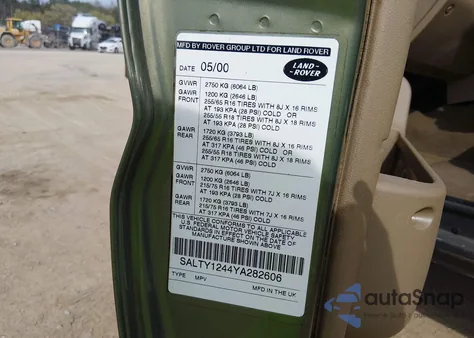 MFD BY ROVER GROUP LTD FOR LAND ROVER
DATE 05/00
LAND-
ROVER
GVWR 2750 KG (6064 LB)
GAWR 1200 KG (2646 LB)
FRONT 255/65 R16 TIRES WITH 8J X 16 RIMS
AT 193 KPA (28 PSI) COLD OR
255/55 R18 TIRES WITH 8J X 18 RIMS
AT 193 KPA (28 PSI) COLD
GAWR 1720 KG (3793 LB)
REAR 255/65 R16 TIRES WITH 8J X 16 RIMS
AT 317 KPA (46 PSI) COLD OR
255/55 R18 TIRES WITH 8J X 18 RIMS
AT 317 KPA (46 PSI) COLD
GVWR 2750 KG (6064 LB)
GAWR 1200 KG (2646 LB)
FRONT 215/75 R16 TIRES WITH 7J X 16 RIMS
AT 193 KPA (28 PSI) COLD
GAWR 1720 KG (3793 LB)
REAR 215/75 R16 TIRES WITH 7J X 16 RIMS
AT 317 KPA (46 PSI) COLD
THIS VEHICLE CONFORMS TO ALL APPLICABLE
U.S. FEDERAL MOTOR VEHICLE SAFETY
STANDARDS IN EFFECT ON THE DATE OF
MANUFACTURE SHOWN ABOVE
SALTY1244YA282606
TYPE MPV MADE IN THE UK
autoSnap